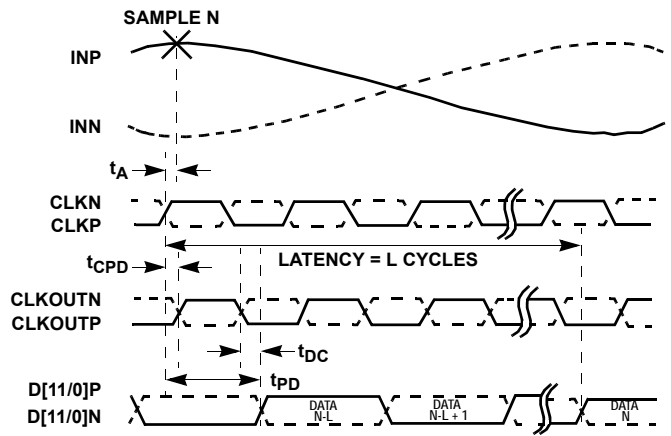 SAMPLE N
INP
INN
tA
CLKN
CLKP
LATENCY = L CYCLES
tCPD
CLKOUTN
CLKOUTP
tDC
tPD
D[11/0]P
D[11/0]N
DATA
N-L
DATA
N-L + 1
DATA
N